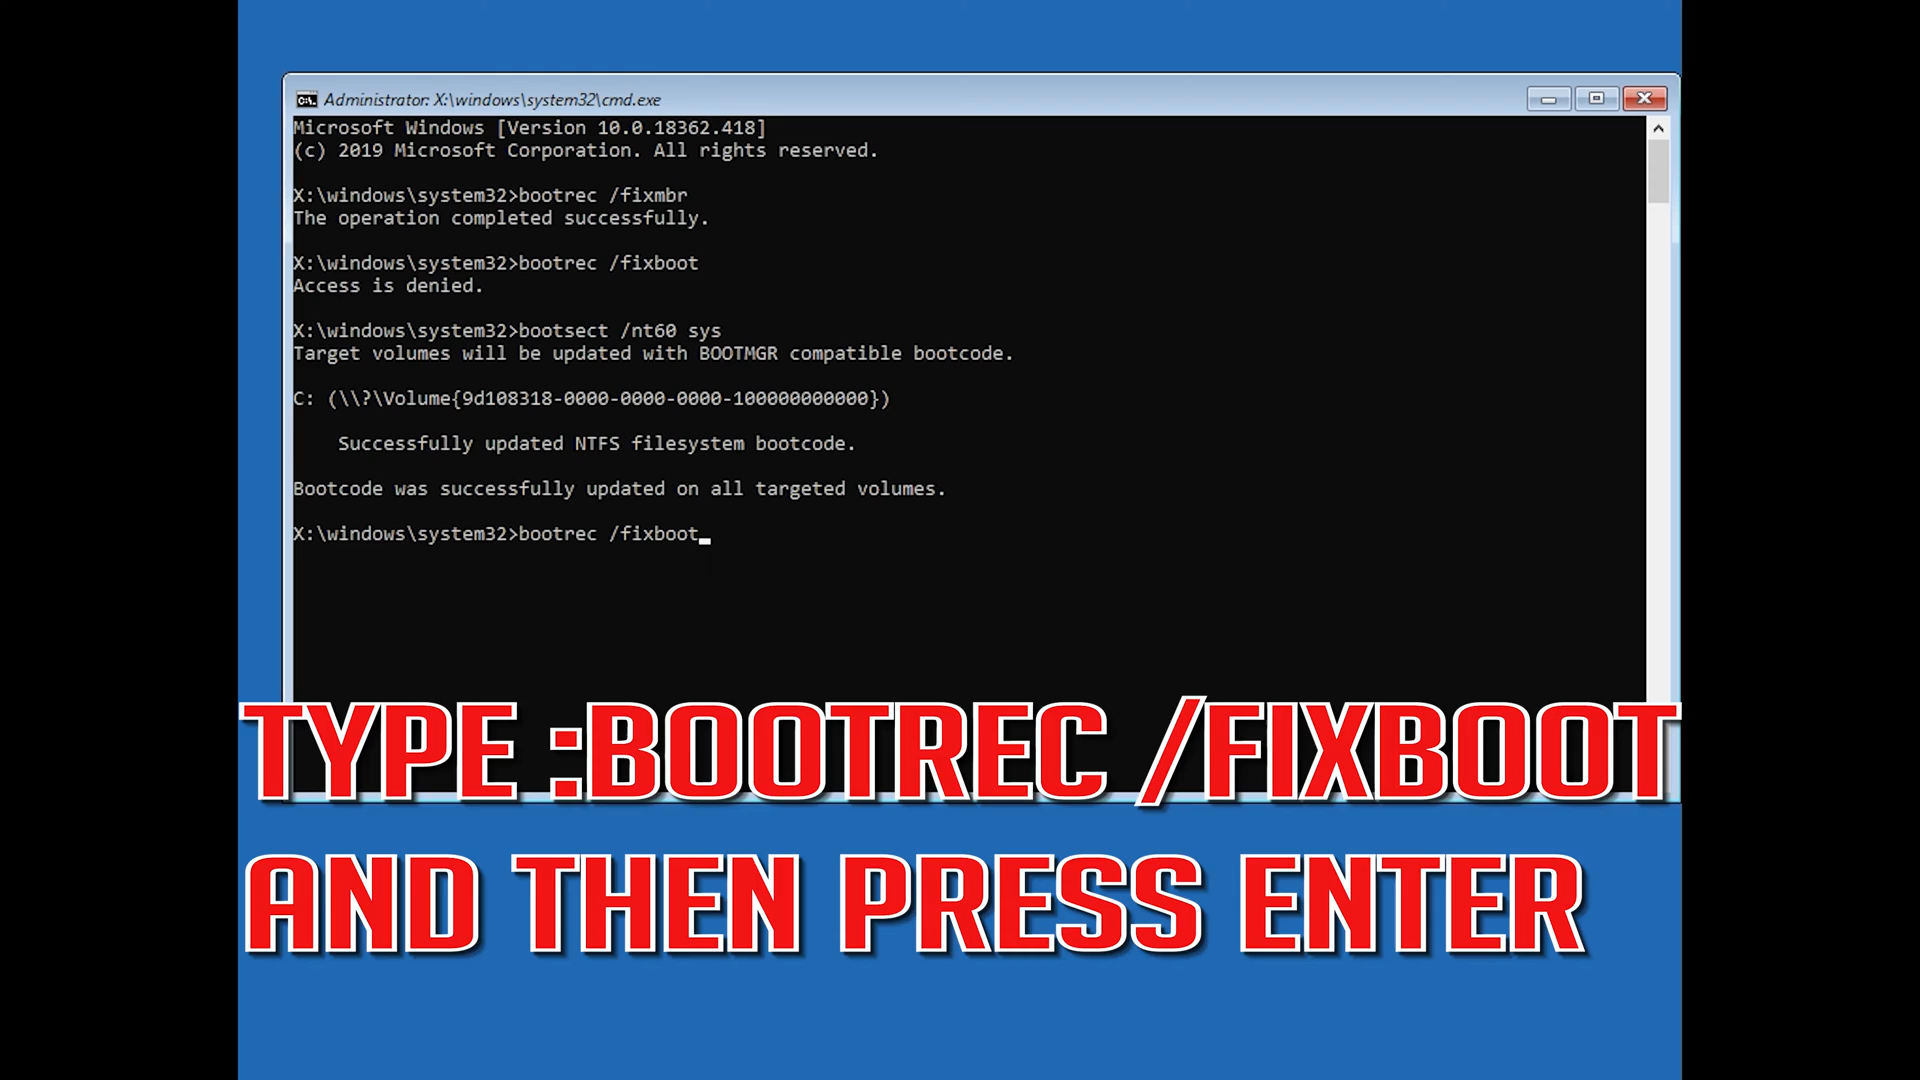 Administrator: X:\windows\system32\cmd.exe
Microsoft Windows [Version 10.0.18362.418]
(c) 2019 Microsoft Corporation. All rights reserved.
X:\windows\system32>bootrec /fixmbr
The operation completed successfully.
X:\windows\system32>bootrec /fixboot
Access is denied.
X:\windows\system32>bootsect /nt60 sys
Target volumes will be updated with BOOTMGR compatible bootcode.
C: (\\?\Volume{9d108318-0000-0000-0000-100000000000})
Successfully updated NTFS filesystem bootcode.
Bootcode was successfully updated on all targeted volumes.
X:\windows\system32>bootrec /fixboot_
TYPE :BOOTREC /FIXBOOT
AND THEN PRESS ENTER